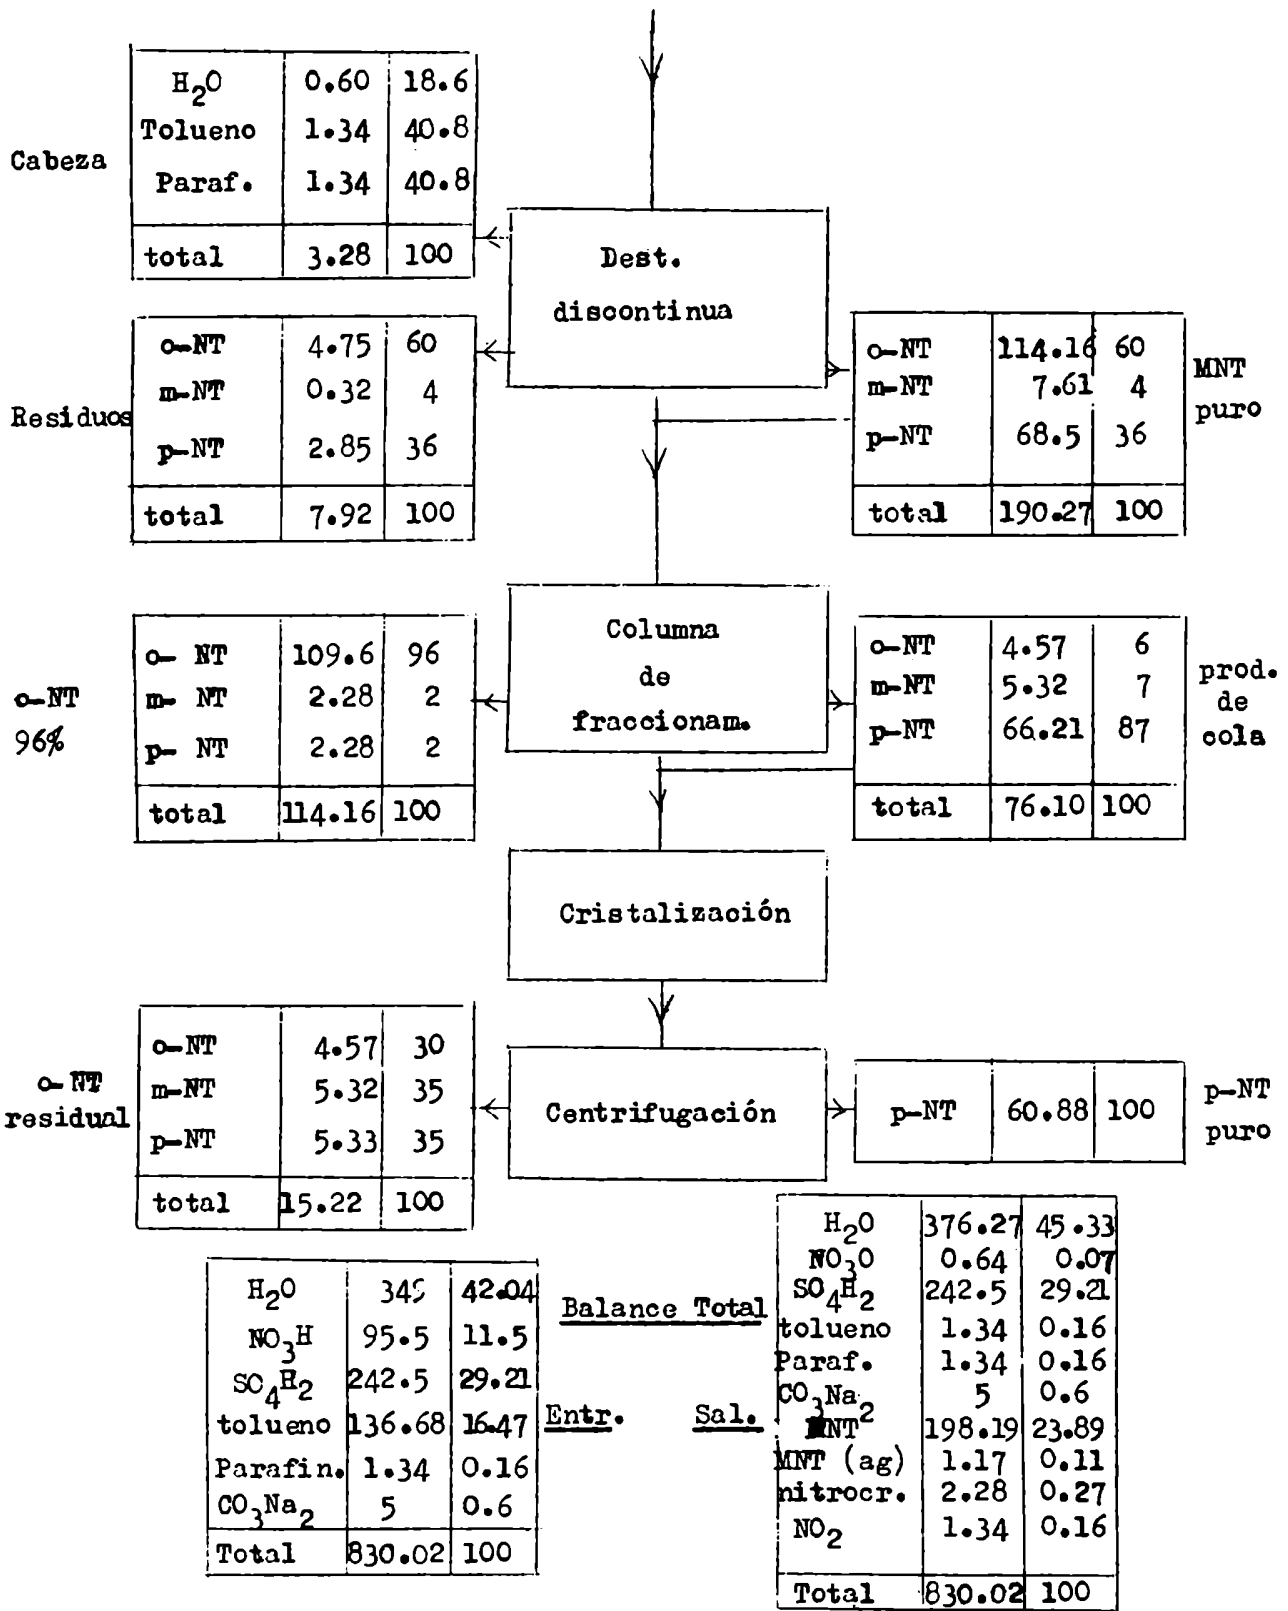 Cabeza
H2O 0.60 18.6
Tolueno 1.34 40.8
Paraf. 1.34 40.8
total 3.28 100
Dest.
discontinua
Residuos
o-NT 4.75 60
m-NT 0.32 4
p-NT 2.85 36
total 7.92 100
o-NT 114.16 60
m-NT 7.61 4
p-NT 68.5 36
total 190.27 100
MNT
puro
o-NT
96%
o- NT 109.6 96
m- NT 2.28 2
p- NT 2.28 2
total 114.16 100
Columna
de
fraccionam.
o-NT 4.57 6
m-NT 5.32 7
p-NT 66.21 87
total 76.10 100
prod.
de
cola
Cristalización
o-NT
residual
o-NT 4.57 30
m-NT 5.32 35
p-NT 5.33 35
total 15.22 100
Centrifugación
p-NT 60.88 100
p-NT
puro
Balance Total
Entr.
H2O 42.04
NO3H 95.5 11.5
SO4H2 242.5 29.21
tolueno 136.68 16.47
Parafin. 1.34 0.16
CO3Na2 5 0.6
Total 830.02 100
Sal.
H2O 376.27 45.33
NO3O 0.64 0.07
SO4H2 242.5 29.21
tolueno 1.34 0.16
Paraf. 1.34 0.16
CO3Na2 5 0.6
MNT 198.19 23.89
MNT (ag) 1.17 0.11
nitrocr. 2.28 0.27
NO2 1.34 0.16
Total 830.02 100